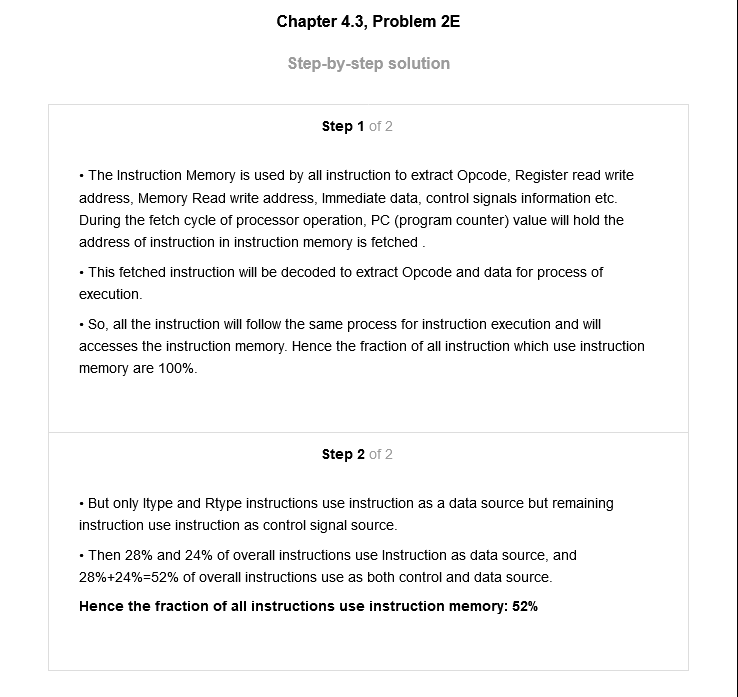 Chapter 4.3, Problem 2E
Step-by-step solution
Step 1 of 2
• The Instruction Memory is used by all instruction to extract Opcode, Register read write
address, Memory Read write address, Immediate data, control signals information etc.
During the fetch cycle of processor operation, PC (program counter) value will hold the
address of instruction in instruction memory is fetched .
• This fetched instruction will be decoded to extract Opcode and data for process of
execution.
• So, all the instruction will follow the same process for instruction execution and will
accesses the instruction memory. Hence the fraction of all instruction which use instruction
memory are 100%.
Step 2 of 2
• But only Itype and Rtype instructions use instruction as a data source but remaining
instruction use instruction as control signal source.
• Then 28% and 24% of overall instructions use Instruction as data source, and
28%+24%=52% of overall instructions use as both control and data source.
Hence the fraction of all instructions use instruction memory: 52%